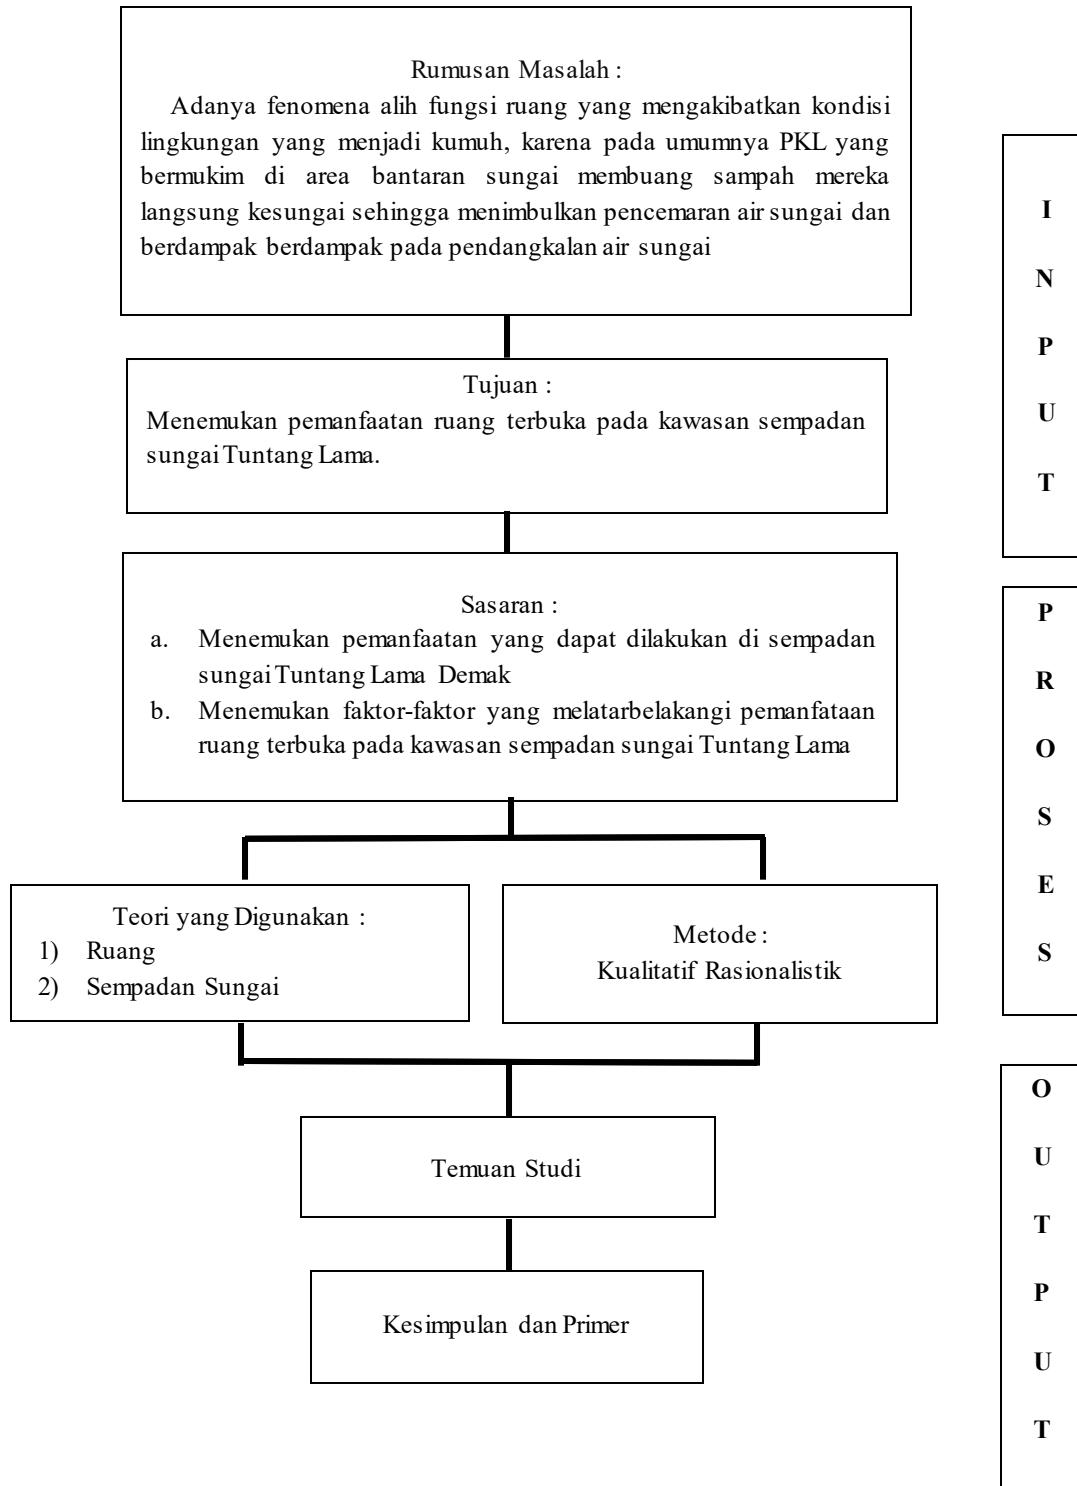 Rumusan Masalah :
Adanya fenomena alih fungsi ruang yang mengakibatkan kondisi
lingkungan yang menjadi kumuh, karena pada umumnya PKL yang
bermukim di area bantaran sungai membuang sampah mereka
langsung kesungai sehingga menimbulkan pencemaran air sungai dan
berdampak berdampak pada pendangkalan air sungai
Tujuan :
Menemukan pemanfaatan ruang terbuka pada kawasan sempadan
sungai Tuntang Lama.
Sasaran :
a. Menemukan pemanfaatan yang dapat dilakukan di sempadan
sungai Tuntang Lama Demak
b. Menemukan faktor-faktor yang melatarbelakangi pemanfataan
ruang terbuka pada kawasan sempadan sungai Tuntang Lama
Teori yang Digunakan :
1) Ruang
2) Sempadan Sungai
Metode :
Kualitatif Rasionalistik
Temuan Studi
Kesimpulan dan Primer
I
N
P
U
T
P
R
O
S
E
S
O
U
T
P
U
T